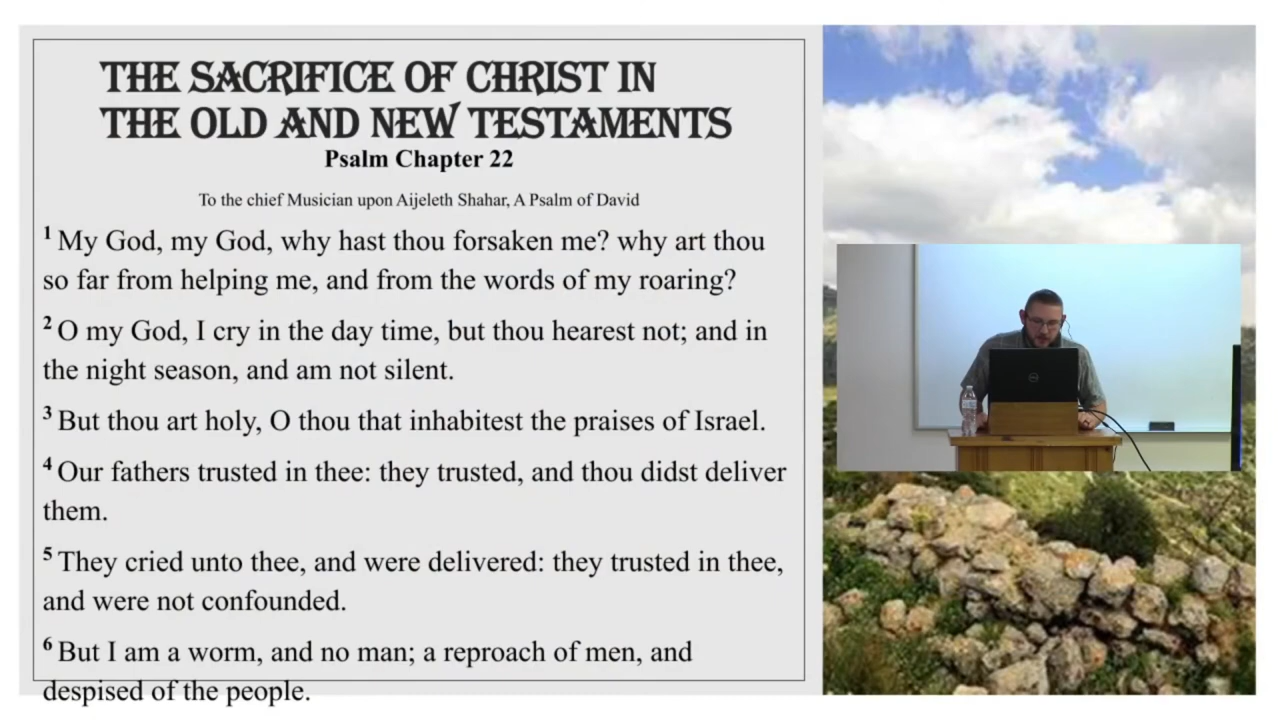 THE SACRIFICE OF CHRIST IN
THE OLD AND NEW TESTAMENTS
Psalm Chapter 22
To the chief Musician upon Aijeleth Shahar, A Psalm of David
1 My God, my God, why hast thou forsaken me? why art thou
so far from helping me, and from the words of my roaring?
2 O my God, I cry in the day time, but thou hearest not; and in
the night season, and am not silent.
3 But thou art holy, O thou that inhabitest the praises of Israel.
4 Our fathers trusted in thee: they trusted, and thou didst deliver
them.
5 They cried unto thee, and were delivered: they trusted in thee,
and were not confounded.
6 But I am a worm, and no man; a reproach of men, and
despised of the people.